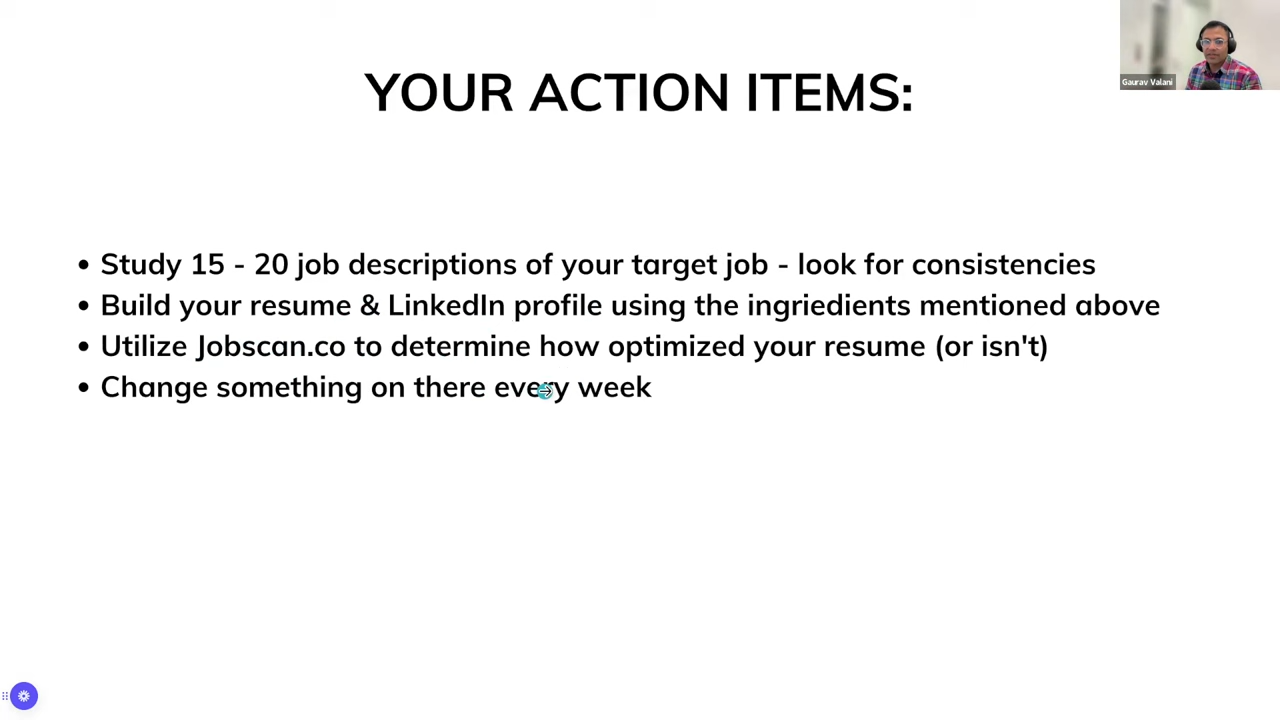 YOUR ACTION ITEMS:
Gaurav Valani
• Study 15 - 20 job descriptions of your target job - look for consistencies
• Build your resume & LinkedIn profile using the ingriedients mentioned above
• Utilize Jobscan.co to determine how optimized your resume (or isn't)
• Change something on there every week